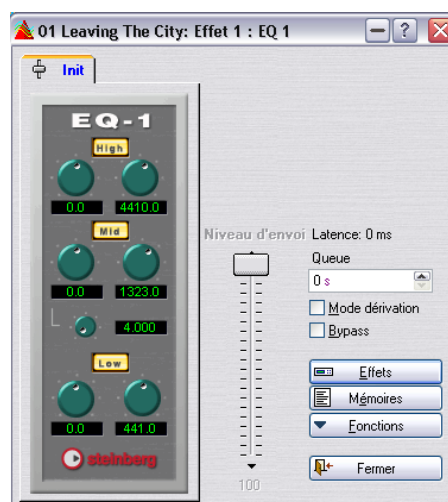 01 Leaving The City: Effet 1 : EQ 1
Init
EQ-1
High
0.0 4410.0
Mid
0.0 1323.0
4.000
Low
0.0 441.0
steinberg
Niveau d'envoi
100
Latence: 0 ms
Queue
0 s
Mode dérivation
Bypass
Effets
Mémoires
Fonctions
Fermer